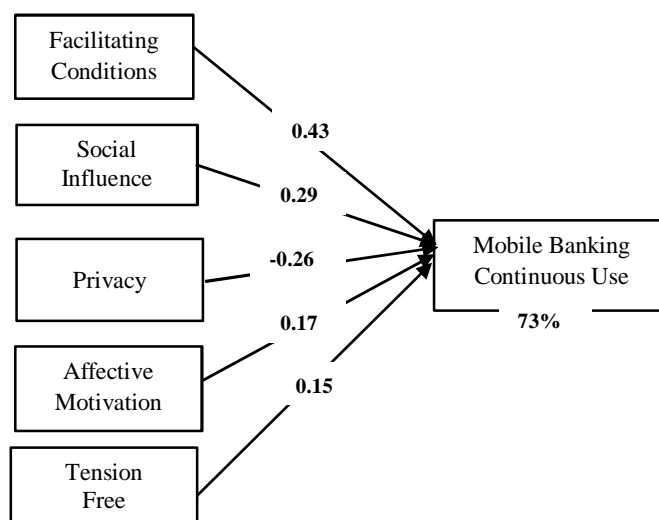 Facilitating
Conditions
0.43
Social
Influence
0.29
Mobile Banking
Continuous Use
73%
Privacy
-0.26
Affective
Motivation
0.17
Tension
Free
0.15